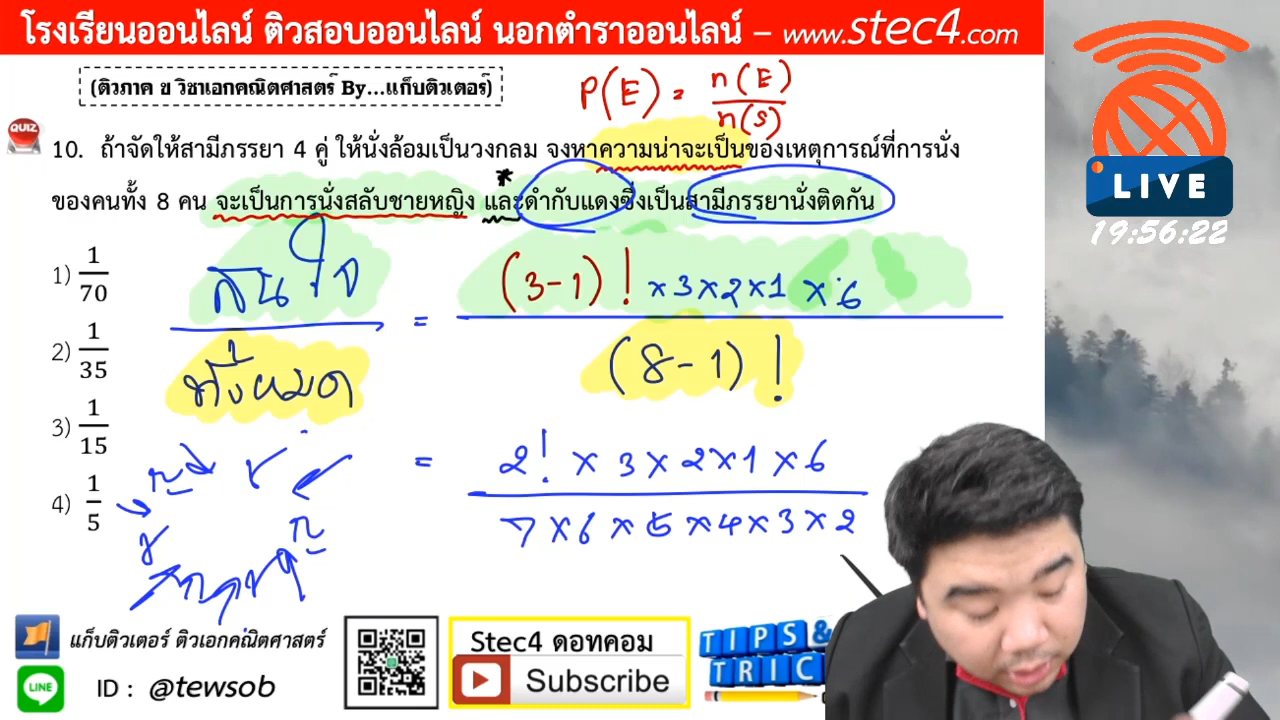 โรงเรียนออนไลน์ ติวสอบออนไลน์ นอกตำราออนไลน์ – www.stec4.com
(ติวภาค ข วิชาเอกคณิตศาสตร์ By...แก็บติวเตอร์)
P(E) = n(E) / n(S)
QUIZ
10. ถ้าจัดให้สามีภรรยา 4 คู่ ให้นั่งล้อมเป็นวงกลม จงหาความน่าจะเป็นของเหตุการณ์ที่การนั่ง
ของคนทั้ง 8 คน จะเป็นการนั่งสลับชายหญิง และดำกับแดงซึ่งเป็นสามีภรรยานั่งติดกัน
LIVE
19:56:22
1) 1/70
2) 1/35
3) 1/15
4) 1/5
สนใจ / ทั้งหมด = (3-1)! × 3×2×1 × 6 / (8-1)!
= 2! × 3 × 2 × 1 × 6 / 7 × 6 × 5 × 4 × 3 × 2
แก็บติวเตอร์ ติวเอกคณิตศาสตร์
LINE ID : @tewsob
Stec4 ดอทคอม
Subscribe
TIPS &
TRIC